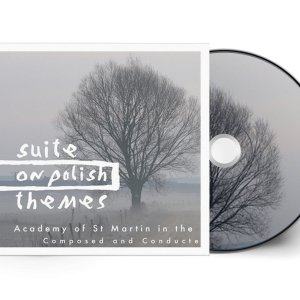 suite
on polish
themes
Academy of St Martin in the
Composed and Conducte